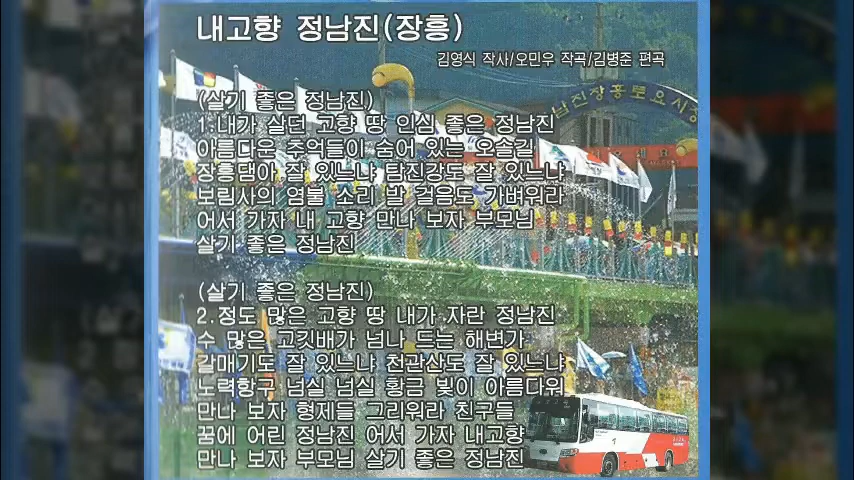 내고향 정남진(장흥)
김영식 작사/오민우 작곡/김병준 편곡
남진장흥토요시장
(살기 좋은 정남진)
1.내가 살던 고향 땅 인심 좋은 정남진
아름다운 추억들이 숨어 있는 오솔길
장흥댐아 잘 있느냐 탐진강도 잘 있느냐
보림사의 염불 소리 발 걸음도 가벼워라
어서 가자 내 고향 만나 보자 부모님
살기 좋은 정남진
(살기 좋은 정남진)
2.정도 많은 고향 땅 내가 자란 정남진
수 많은 고깃배가 넘나 드는 해변가
갈매기도 잘 있느냐 천관산도 잘 있느냐
노력항구 넘실 넘실 황금 빛이 아름다워
만나 보자 형제들 그리워라 친구들
꿈에 어린 정남진 어서 가자 내고향
만나 보자 부모님 살기 좋은 정남진